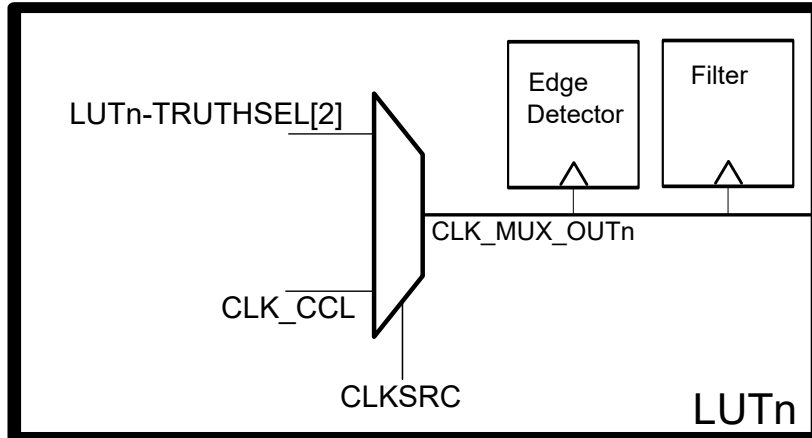 Edge
Detector
Filter
LUTn-TRUTHSEL[2]
CLK_MUX_OUTn
CLK_CCL
CLKSRC
LUTn